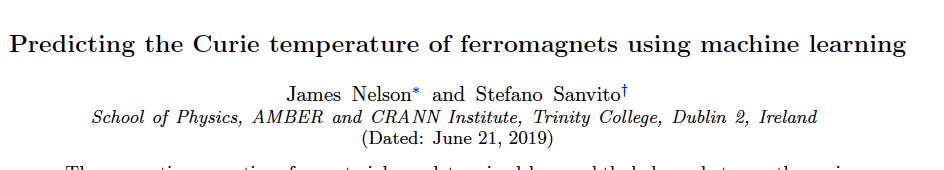 Predicting the Curie temperature of ferromagnets using machine learning
James Nelson* and Stefano Sanvito†
School of Physics, AMBER and CRANN Institute, Trinity College, Dublin 2, Ireland
(Dated: June 21, 2019)